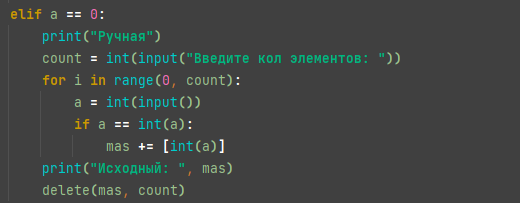 elif a == 0:
    print("Ручная")
    count = int(input("Введите кол элементов: "))
    for i in range(0, count):
        a = int(input())
        if a == int(a):
            mas += [int(a)]
    print("Исходный: ", mas)
    delete(mas, count)